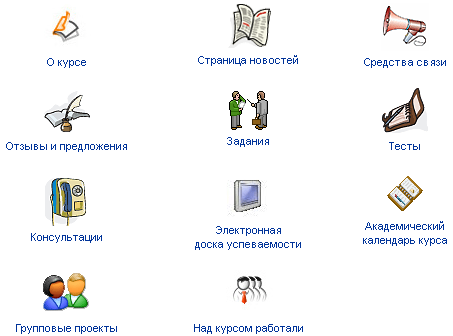 О курсе
Страница новостей
Средства связи
Отзывы и предложения
Задания
Тесты
Консультации
Электронная
доска успеваемости
Академический
календарь курса
Групповые проекты
Над курсом работали